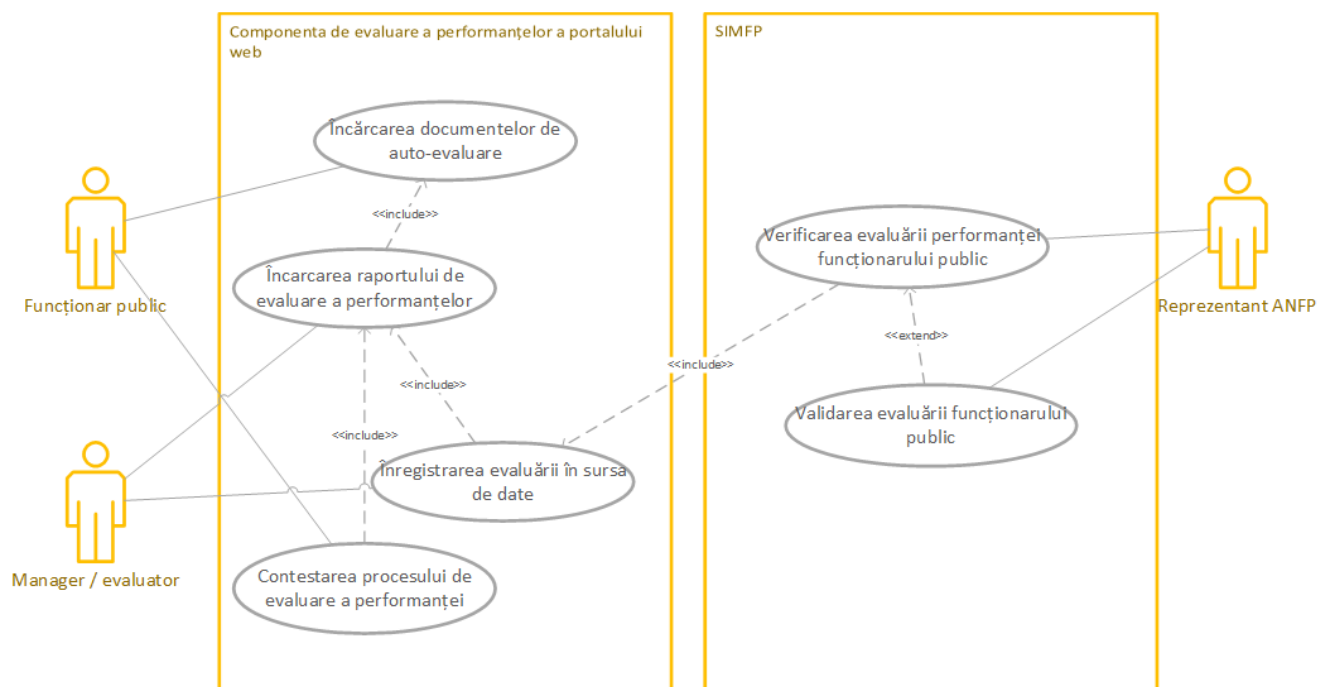 Componenta de evaluare a performanțelor a portalului
web
SIMFP
Încărcarea documentelor de
auto-evaluare
<<include>>
Funcționar public
Încarcarea raportului de
evaluare a performanțelor
Verificarea evaluării performanței
funcționarului public
Reprezentant ANFP
<<extend>>
<<include>>
<<include>>
Validarea evaluării funcționarului
public
<<include>>
Înregistrarea evaluării în sursa
de date
Manager / evaluator
Contestarea procesului de
evaluare a performanței